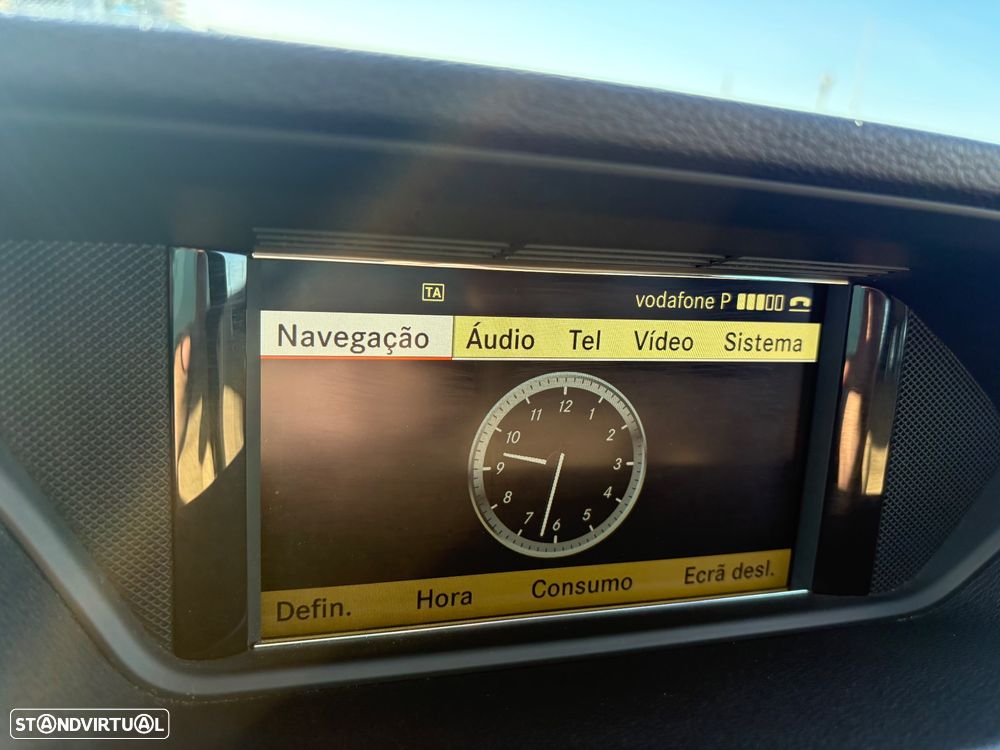 TA vodafone P
Navegação Áudio Tel Vídeo Sistema
12
11 1
10 2
9 3
8 4
7 5
6
Defin. Hora Consumo Ecrã desl.
STANDVIRTUAL